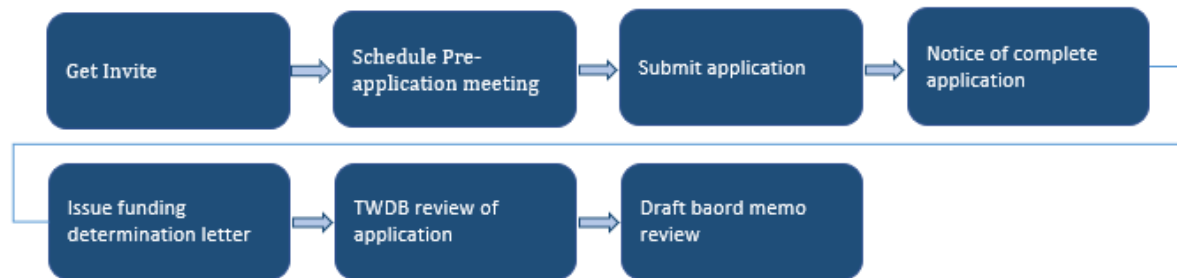 Get Invite
Schedule Pre-
application meeting
Submit application
Notice of complete
application
Issue funding
determination letter
TWDB review of
application
Draft baord memo
review